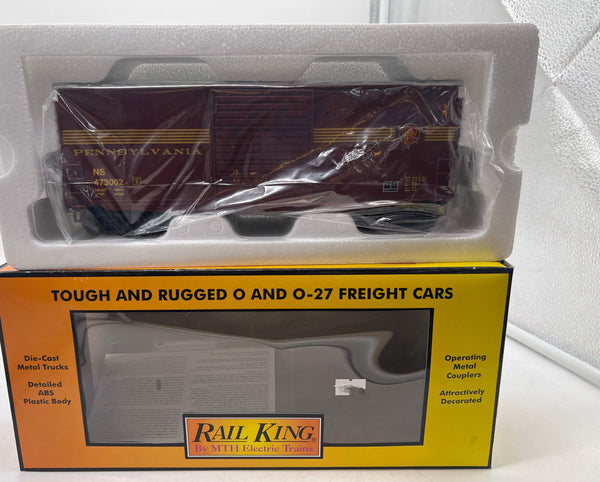 PENNSYLVANIA
NS
473002
TOUGH AND RUGGED O AND O-27 FREIGHT CARS
Die-Cast
Metal Trucks
Detailed
ABS
Plastic Body
Operating
Metal
Couplers
Attractively
Decorated
RAIL KING
By MTH Electric Trains